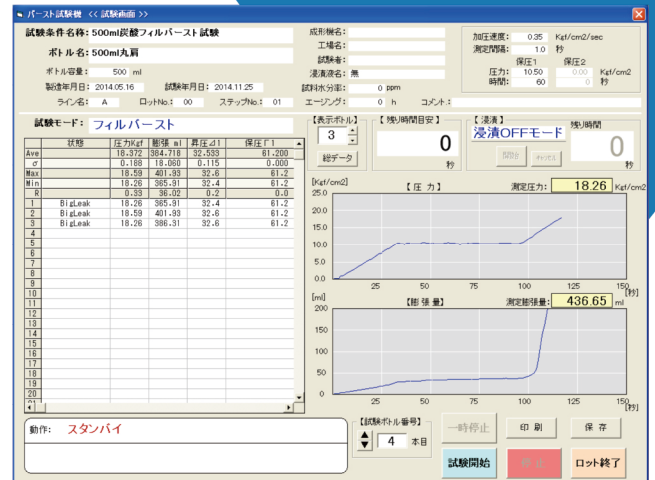 バースト試験機 << 試験画面 >>
試験条件名称: 500ml炭酸フィルバースト試験
ボトル名: 500ml丸肩
ボトル容量: 500 ml
製造年月日: 2014.05.16 試験年月日: 2014.11.25
ライン名: A ロットNo.: 00 ステップNo.: 01
成形機名:
工場名:
試験者:
浸漬液名: 無
試料水分率: 0 ppm
エージング: 0 h コメント:
加圧速度: 0.35 Kgf/cm2/sec
測定間隔: 1.0 秒
保圧1 保圧2
圧力: 10.50 0.00 Kgf/cm2
時間: 60 0 秒
試験モード: フィルバースト
【表示ボトル】
3
総データ
【 残り時間目安 】
0
秒
【 浸漬 】
浸漬OFFモード
残り時間
開始 キャンセル
0
秒
状態 圧力Kgf 膨張 ml 昇圧⊿1 保圧「1
Ave 18.372 384.718 32.533 61.200
σ 0.188 18.060 0.115 0.000
Max 18.59 401.93 32.6 61.2
Min 18.26 365.91 32.4 61.2
R 0.33 36.02 0.2 0.0
1 BigLeak 18.26 365.91 32.4 61.2
2 BigLeak 18.59 401.93 32.6 61.2
3 BigLeak 18.26 386.31 32.6 61.2
4
5
6
7
8
9
10
11
12
13
14
15
16
17
18
19
20
[Kgf/cm2] 【 圧 力 】 測定圧力: 18.26 Kgf/cm2
25.0
20.0
15.0
10.0
5.0
0.0
25 50 75 100 125 150
[秒]
[ml] 【膨 張 量】 測定膨張量: 436.65 ml
200
150
100
50
0
25 50 75 100 125 150
[秒]
動作: スタンバイ
【試験ボトル番号】
4 本目
一時停止 印 刷 保 存
試験開始 停 止 ロット終了